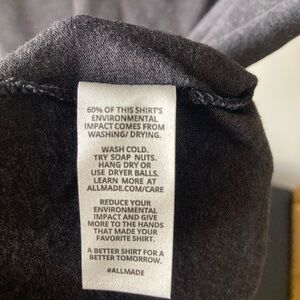 60% OF THIS SHIRT'S
ENVIRONMENTAL
IMPACT COMES FROM
WASHING/ DRYING.
WASH COLD.
TRY SOAP NUTS.
HANG DRY OR
USE DRYER BALLS.
LEARN MORE AT
ALLMADE.COM/CARE
REDUCE YOUR
ENVIRONMENTAL
IMPACT AND GIVE
MORE TO THE HANDS
THAT MADE YOUR
FAVORITE SHIRT.
A BETTER SHIRT FOR A
BETTER TOMORROW.
#ALLMADE